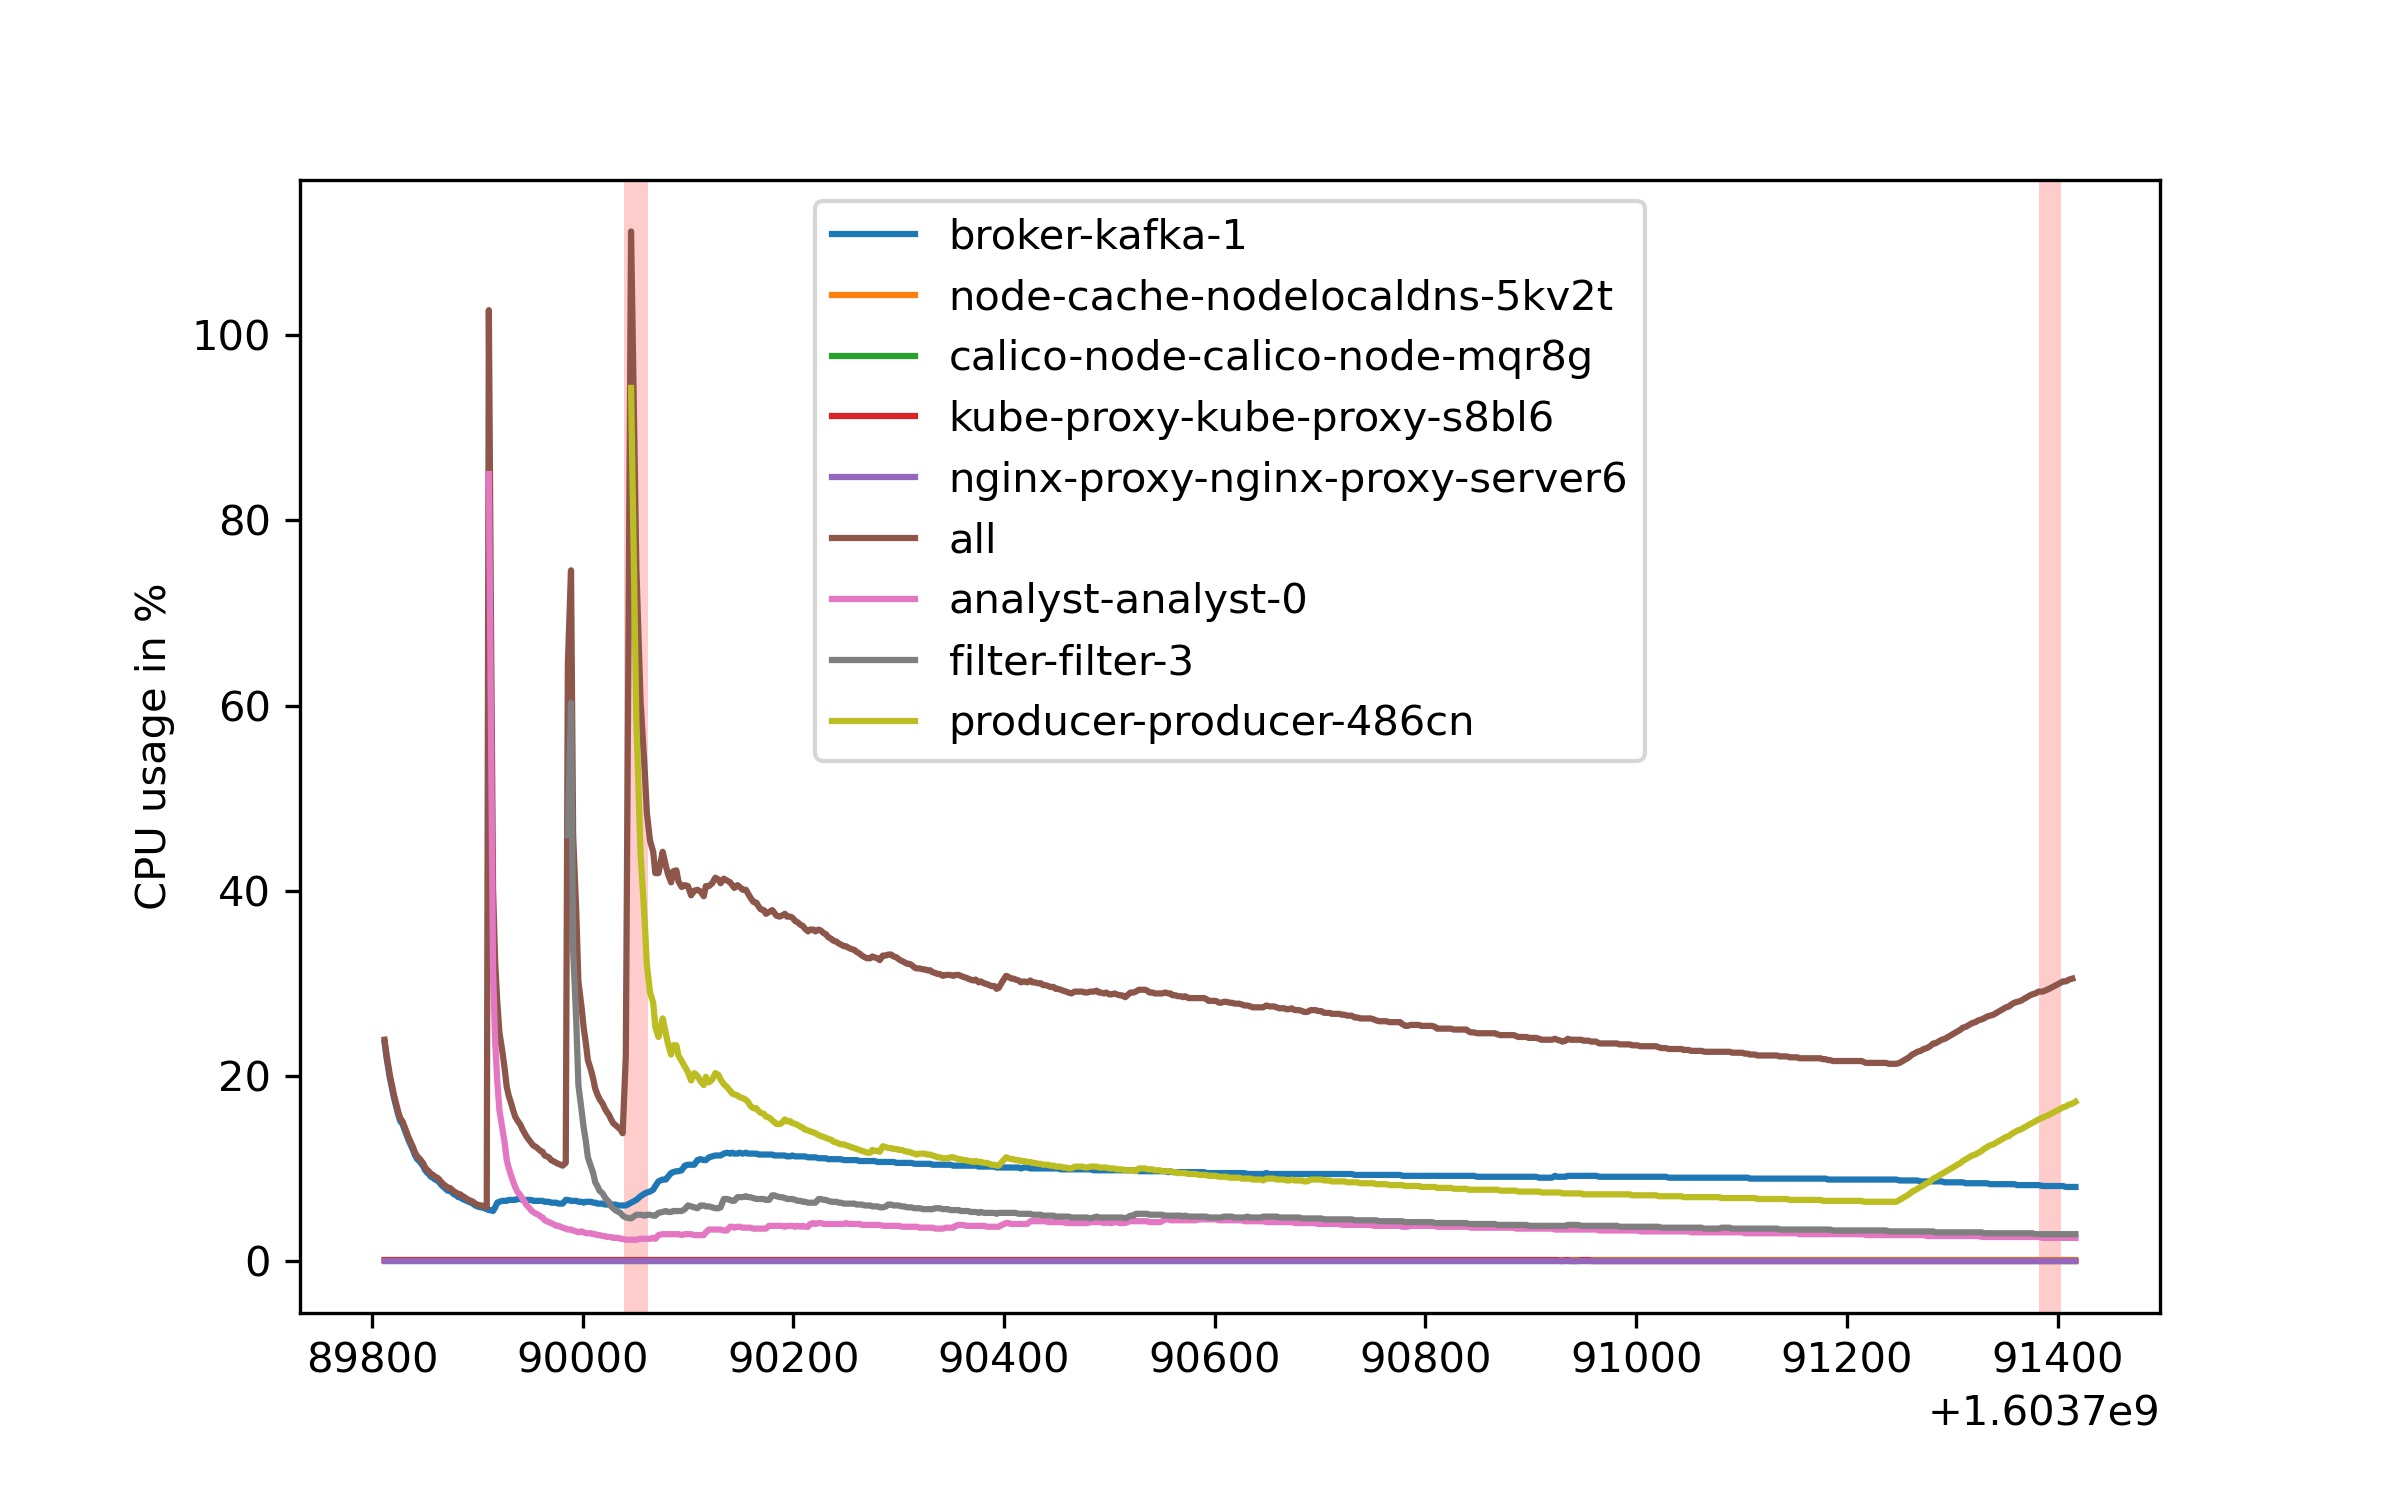 CPU usage in %
100
80
60
40
20
0
broker-kafka-1
node-cache-nodelocaldns-5kv2t
calico-node-calico-node-mqr8g
kube-proxy-kube-proxy-s8bl6
nginx-proxy-nginx-proxy-server6
all
analyst-analyst-0
filter-filter-3
producer-producer-486cn
89800 90000 90200 90400 90600 90800 91000 91200 91400
+1.6037e9